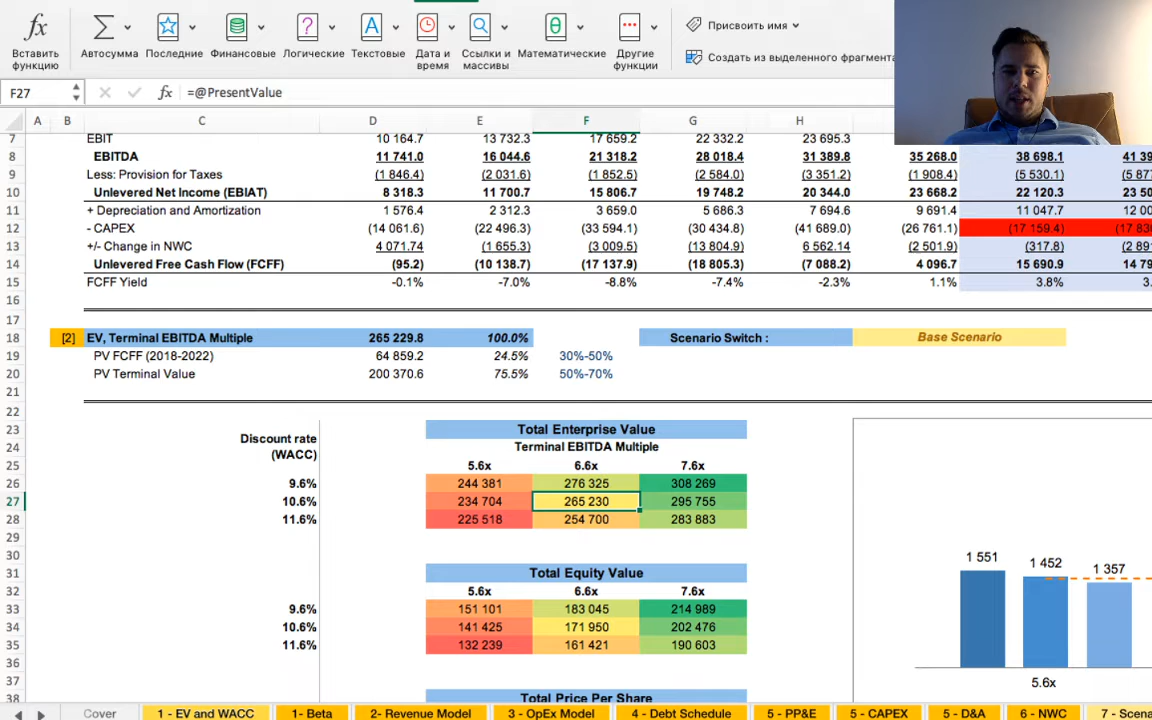 fx Σ ? A θ ...
Вставить функцию
Автосумма Последние Финансовые Логические Текстовые Дата и время Ссылки и массивы Математические Другие функции
Присвоить имя
Создать из выделенного фрагмента
F27 fx =@PresentValue
A B C D E F G H
7 EBIT 10 164.7 13 732.3 17 659.2 22 332.2 23 695.3
8 EBITDA 11 741.0 16 044.6 21 318.2 28 018.4 31 389.8 35 268.0 38 698.1 41 39
9 Less: Provision for Taxes (1 846.4) (2 031.6) (1 852.5) (2 584.0) (3 351.2) (1 908.4) (5 530.1) (5 877
10 Unlevered Net Income (EBIAT) 8 318.3 11 700.7 15 806.7 19 748.2 20 344.0 23 668.2 22 120.3 23 50
11 + Depreciation and Amortization 1 576.4 2 312.3 3 659.0 5 686.3 7 694.6 9 691.4 11 047.7 12 00
12 - CAPEX (14 061.6) (22 496.3) (33 594.1) (30 434.8) (41 689.0) (26 761.1) (17 159.4) (17 830
13 +/- Change in NWC 4 071.74 (1 655.3) (3 009.5) (13 804.9) 6 562.14 (2 501.9) (317.8) (2 891
14 Unlevered Free Cash Flow (FCFF) (95.2) (10 138.7) (17 137.9) (18 805.3) (7 088.2) 4 096.7 15 690.9 14 79
15 FCFF Yield -0.1% -7.0% -8.8% -7.4% -2.3% 1.1% 3.8% 3.
16
17
18 [2] EV, Terminal EBITDA Multiple 265 229.8 100.0% Scenario Switch : Base Scenario
19 PV FCFF (2018-2022) 64 859.2 24.5% 30%-50%
20 PV Terminal Value 200 370.6 75.5% 50%-70%
21
22
23 Total Enterprise Value
Discount rate (WACC)
24 Terminal EBITDA Multiple
25 5.6x 6.6x 7.6x
26 9.6% 244 381 276 325 308 269
27 10.6% 234 704 265 230 295 755
28 11.6% 225 518 254 700 283 883
29
30
31 Total Equity Value
32 5.6x 6.6x 7.6x
33 9.6% 151 101 183 045 214 989
34 10.6% 141 425 171 950 202 476
35 11.6% 132 239 161 421 190 603
36
37
38 Total Price Per Share
1 551 1 452 1 357
5.6x
Cover 1 - EV and WACC 1- Beta 2- Revenue Model 3 - OpEx Model 4 - Debt Schedule 5 - PP&E 5 - CAPEX 5 - D&A 6 - NWC 7 - Scena